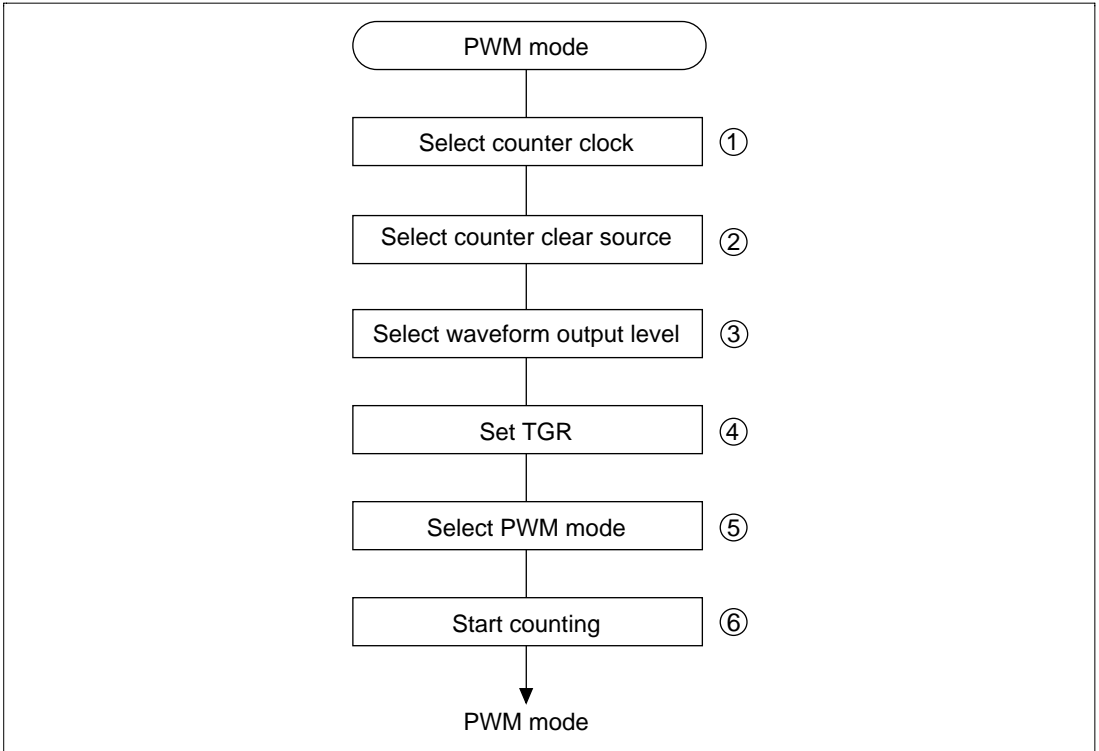 PWM mode
Select counter clock ①
Select counter clear source ②
Select waveform output level ③
Set TGR ④
Select PWM mode ⑤
Start counting ⑥
PWM mode